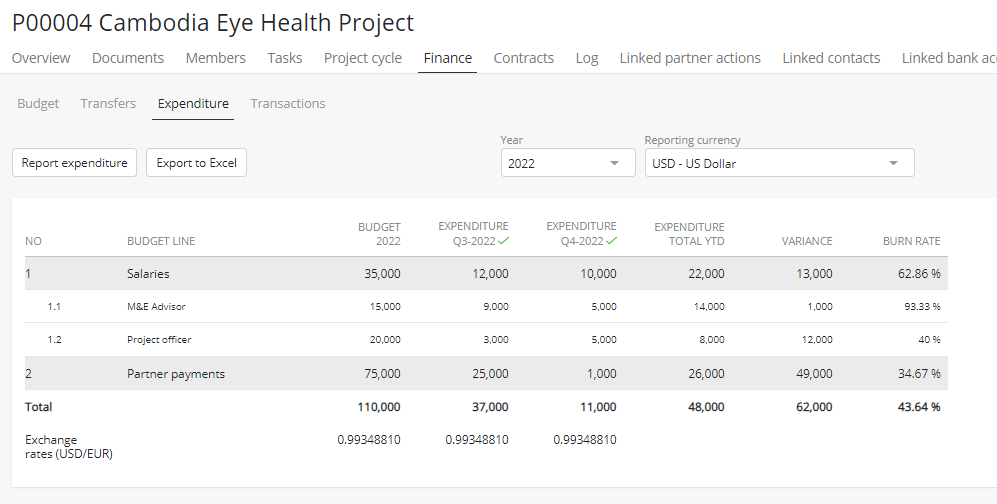 P00004 Cambodia Eye Health Project
Overview Documents Members Tasks Project cycle Finance Contracts Log Linked partner actions Linked contacts Linked bank acc
Budget Transfers Expenditure Transactions
Year Reporting currency
Report expenditure Export to Excel 2022 USD - US Dollar
BUDGET EXPENDITURE EXPENDITURE EXPENDITURE
NO BUDGET LINE 2022 Q3-2022 Q4-2022 TOTAL YTD VARIANCE BURN RATE
1 Salaries 35,000 12,000 10,000 22,000 13,000 62.86 %
1.1 M&E Advisor 15,000 9,000 5,000 14,000 1,000 93.33 %
1.2 Project officer 20,000 3,000 5,000 8,000 12,000 40 %
2 Partner payments 75,000 25,000 1,000 26,000 49,000 34.67 %
Total 110,000 37,000 11,000 48,000 62,000 43.64 %
Exchange 0.99348810 0.99348810 0.99348810
rates (USD/EUR)